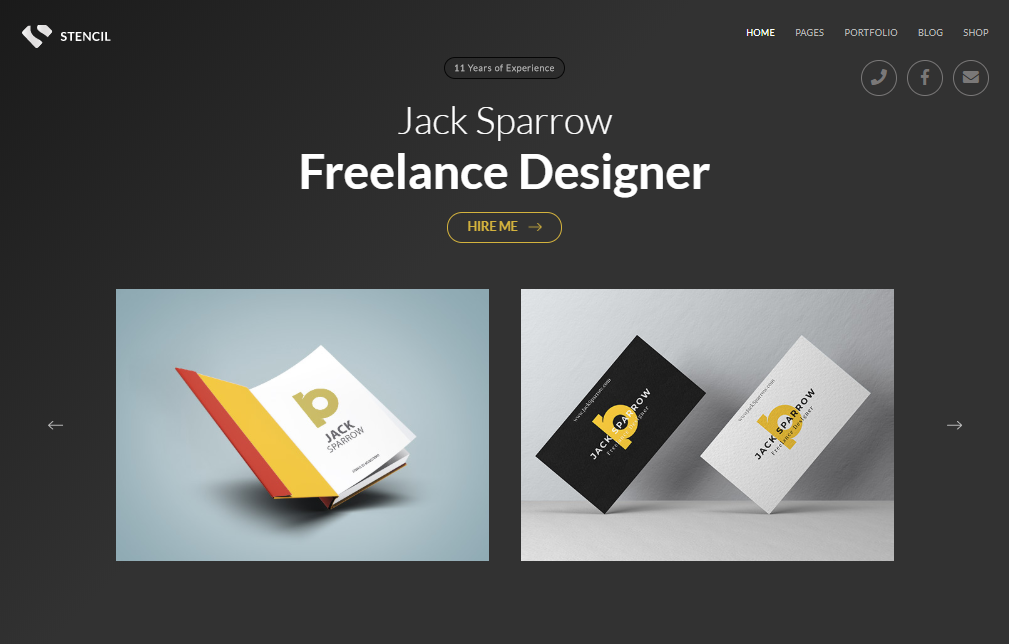 STENCIL
HOME PAGES PORTFOLIO BLOG SHOP
11 Years of Experience
Jack Sparrow
Freelance Designer
HIRE ME
JACK
SPARROW
www.JackSparrow.com
JACK SPARROW
Freelance Designer
www.JackSparrow.com
JACK SPARROW
Freelance Designer